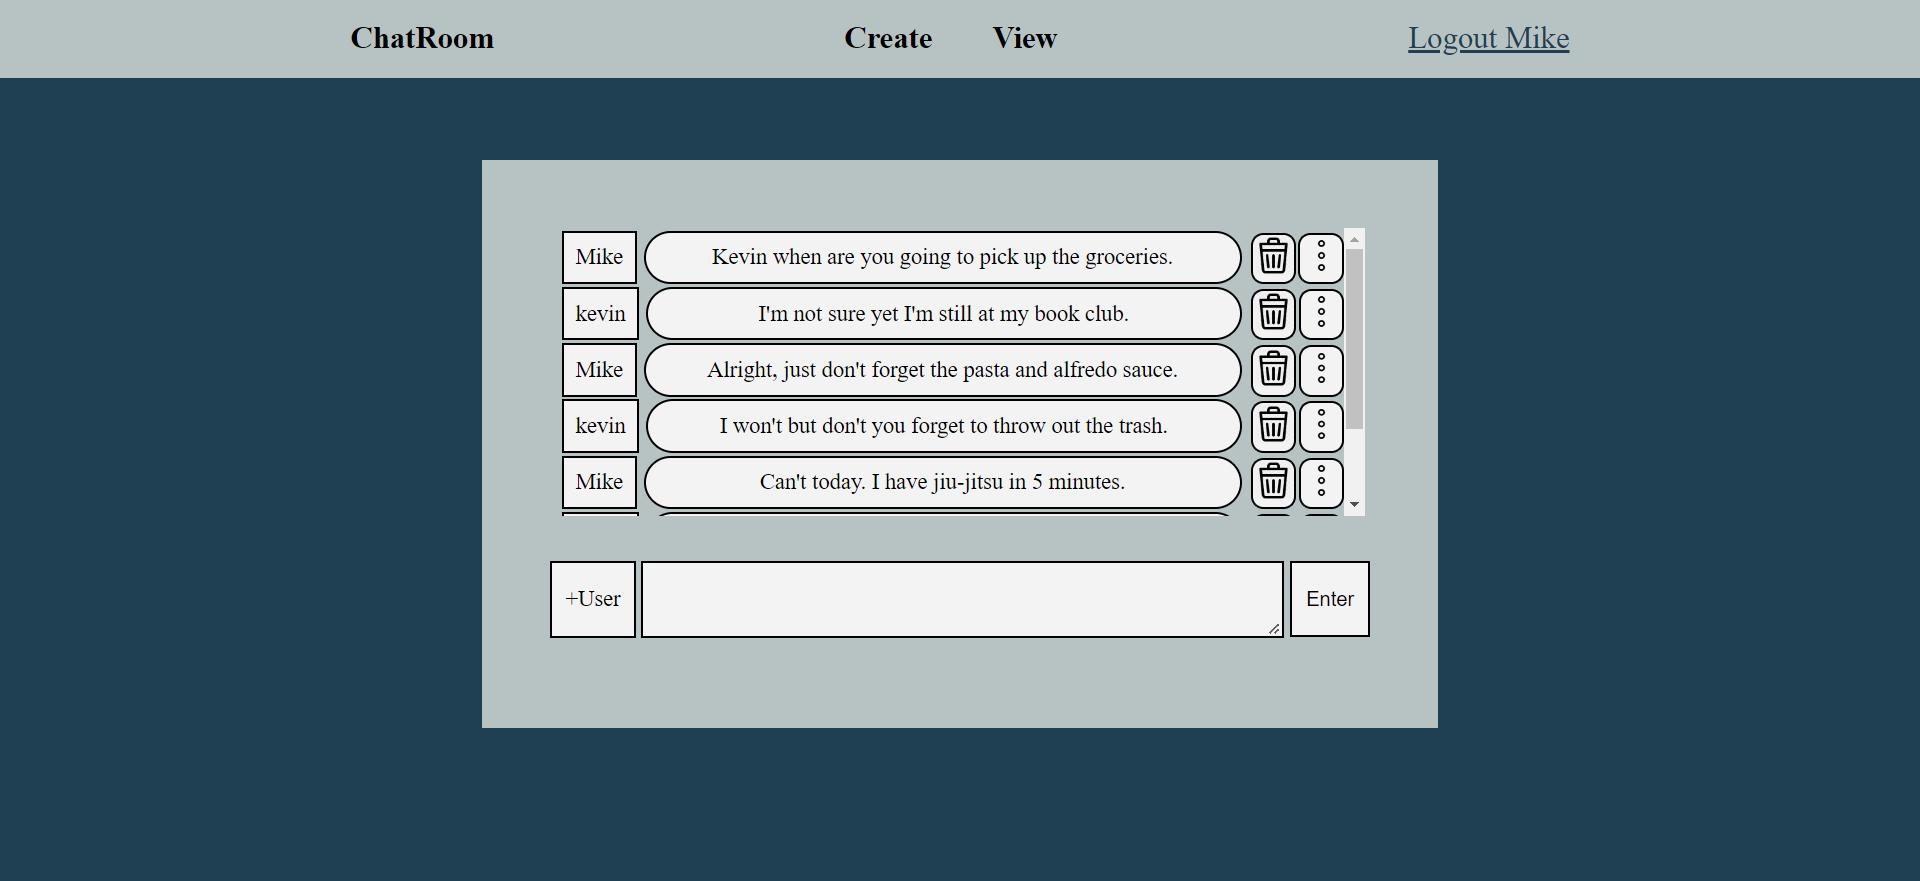 ChatRoom Create View Logout Mike
Mike Kevin when are you going to pick up the groceries.
kevin I'm not sure yet I'm still at my book club.
Mike Alright, just don't forget the pasta and alfredo sauce.
kevin I won't but don't you forget to throw out the trash.
Mike Can't today. I have jiu-jitsu in 5 minutes.
+User Enter